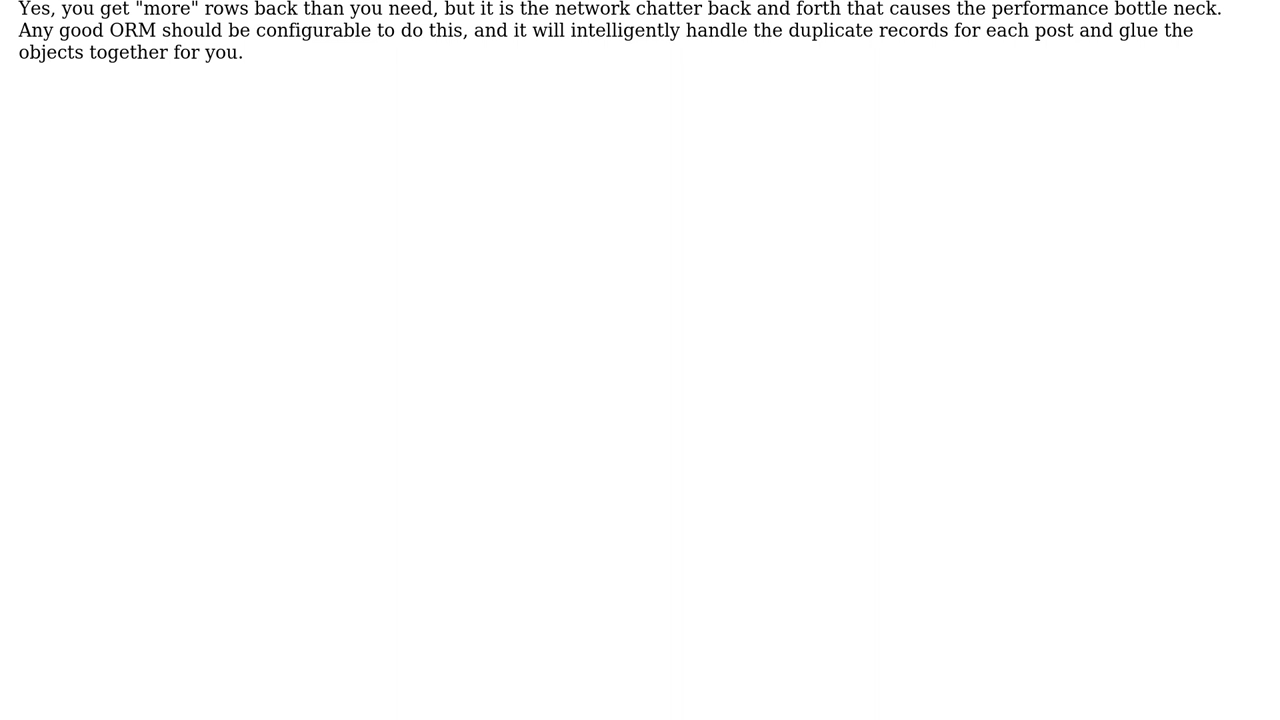 Yes, you get "more" rows back than you need, but it is the network chatter back and forth that causes the performance bottle neck.
Any good ORM should be configurable to do this, and it will intelligently handle the duplicate records for each post and glue the
objects together for you.